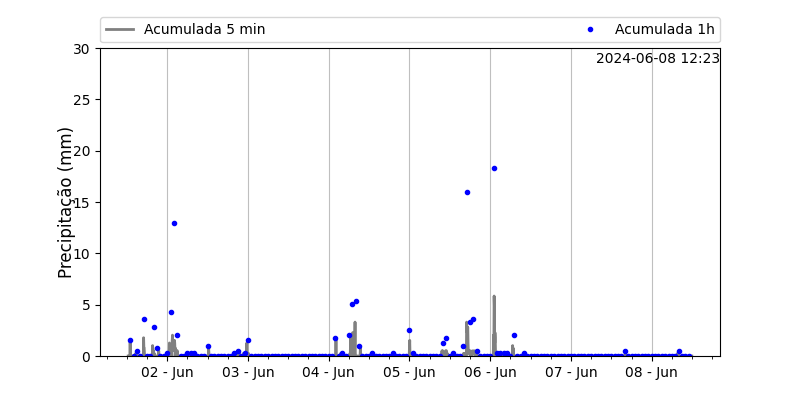 Acumulada 5 min
Acumulada 1h
2024-06-08 12:23
Precipitação (mm)
30
25
20
15
10
5
0
02 - Jun
03 - Jun
04 - Jun
05 - Jun
06 - Jun
07 - Jun
08 - Jun